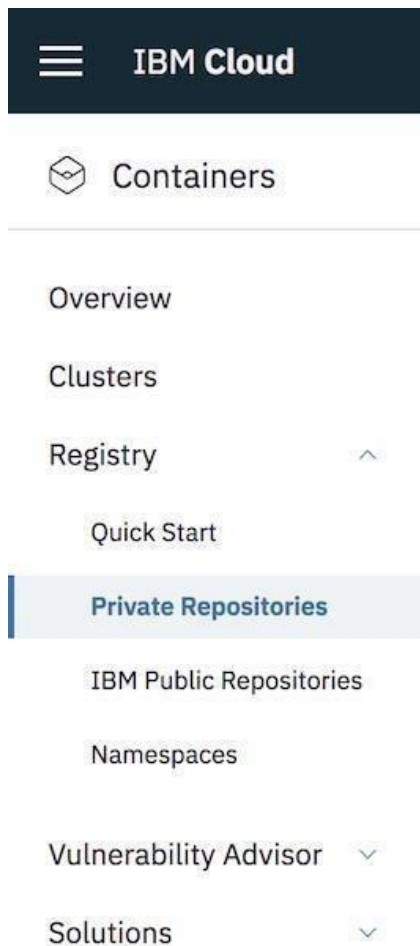 IBM Cloud
Containers
Overview
Clusters
Registry
Quick Start
Private Repositories
IBM Public Repositories
Namespaces
Vulnerability Advisor
Solutions